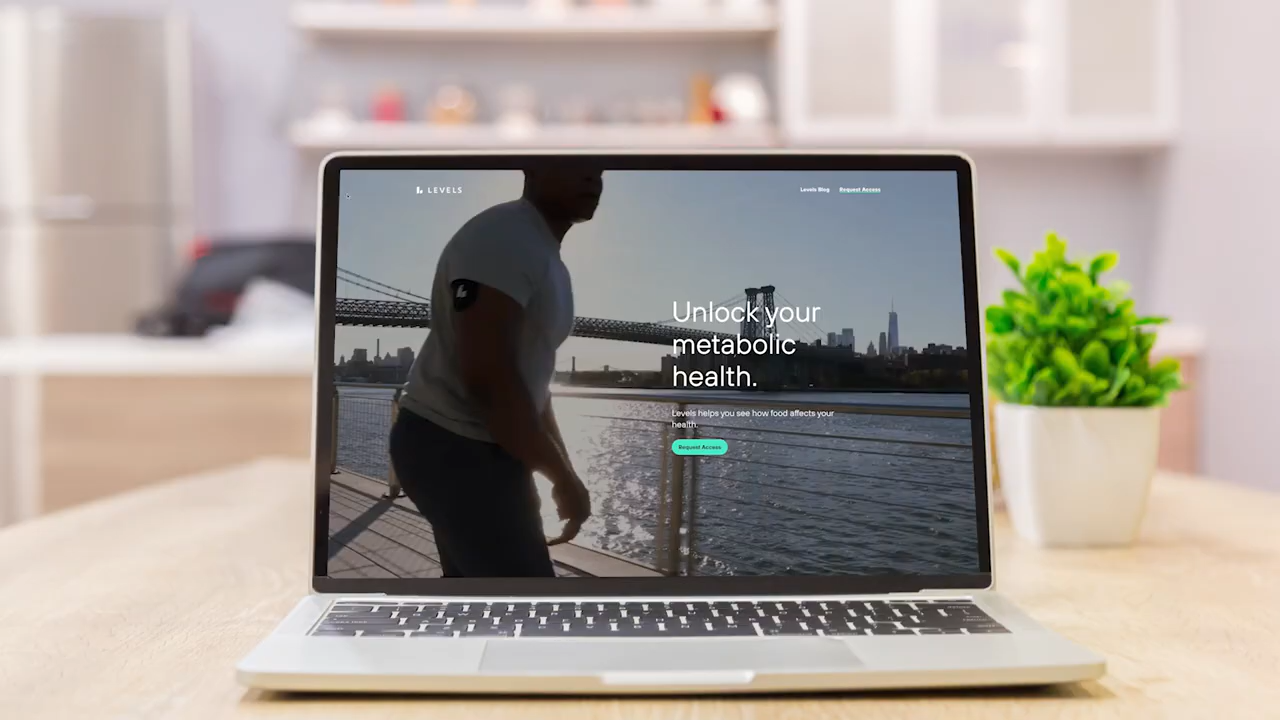 LEVELS
Levels Blog
Request Access
Unlock your
metabolic
health.
Levels helps you see how food affects your
health.
Request Access